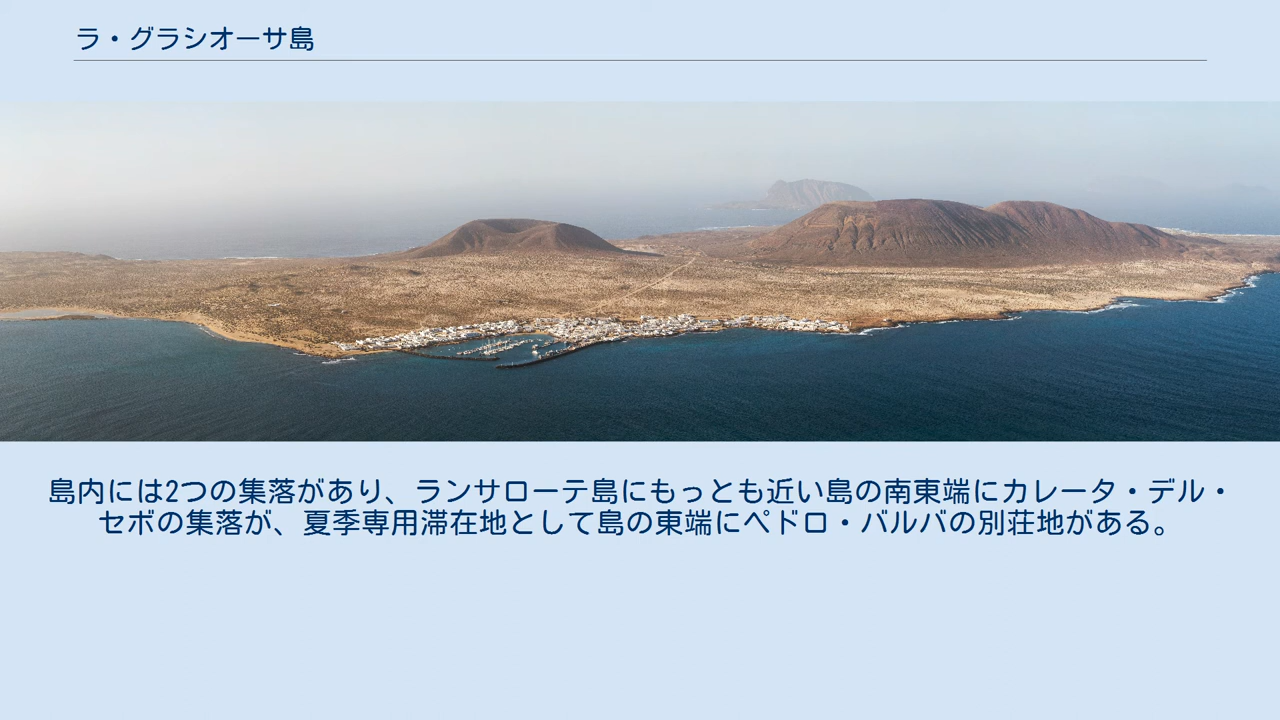 ラ・グラシオーサ島
島内には2つの集落があり、ランサローテ島にもっとも近い島の南東端にカレータ・デル・
セボの集落が、夏季専用滞在地として島の東端にペドロ・バルバの別荘地がある。